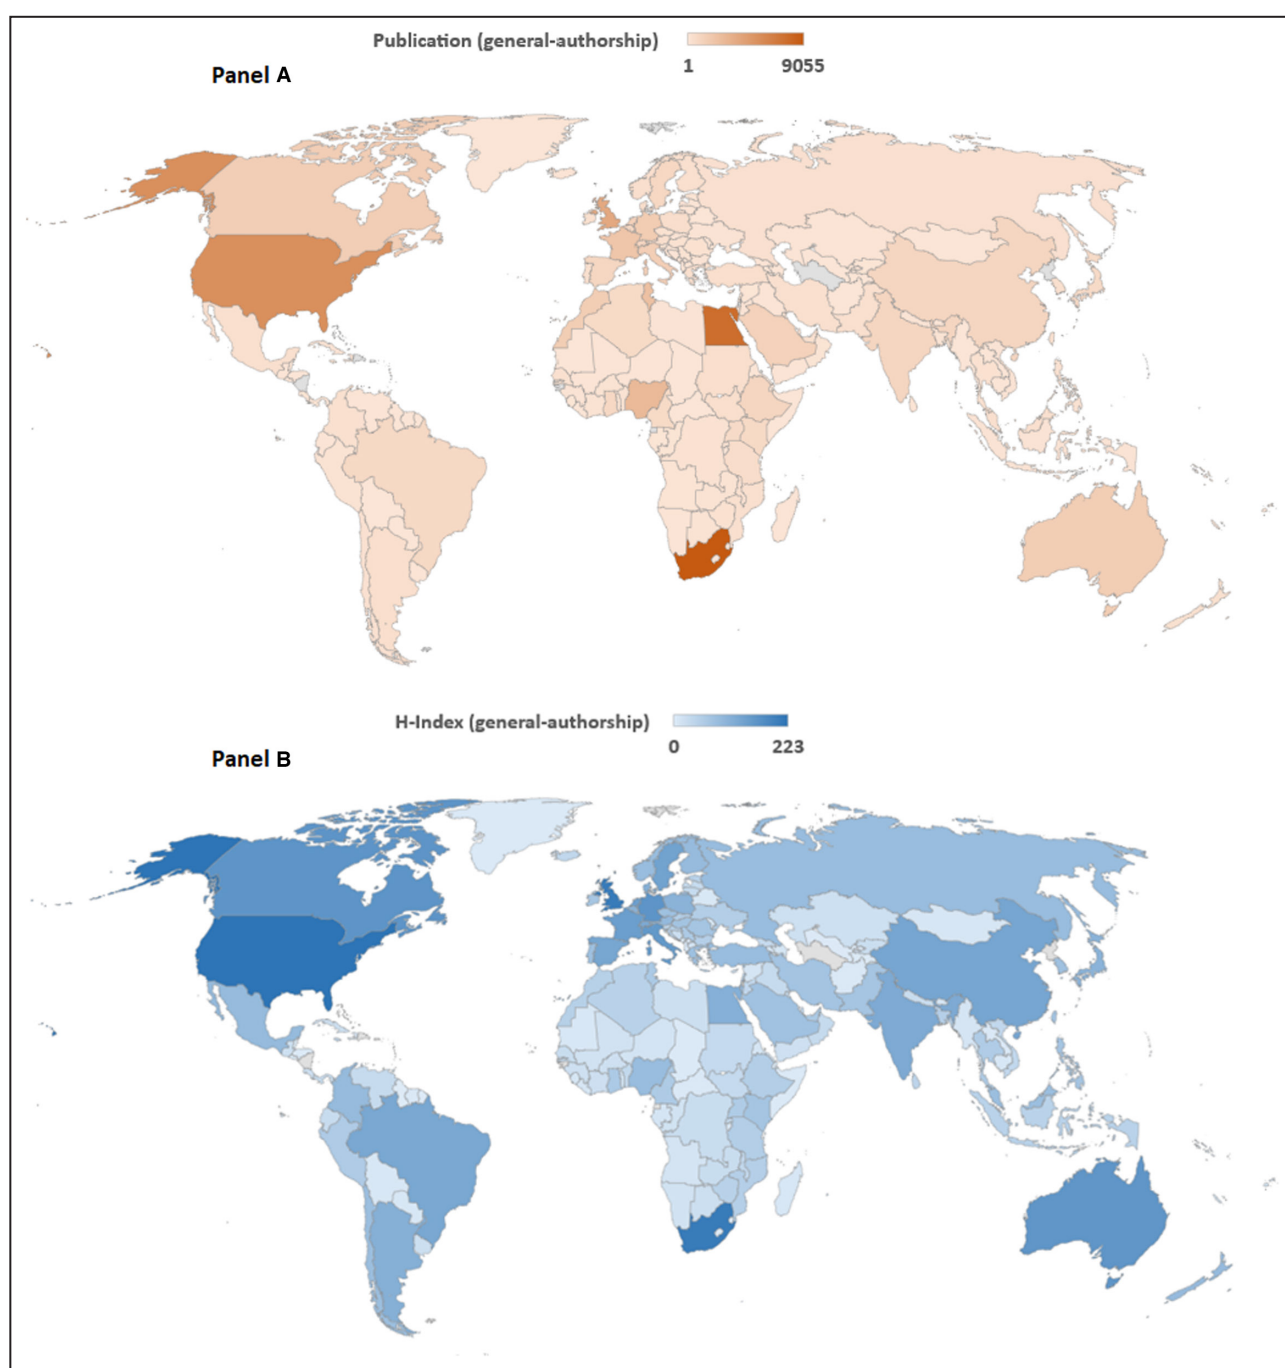 Publication (general-authorship)
1 9055
Panel A
H-Index (general-authorship)
0 223
Panel B